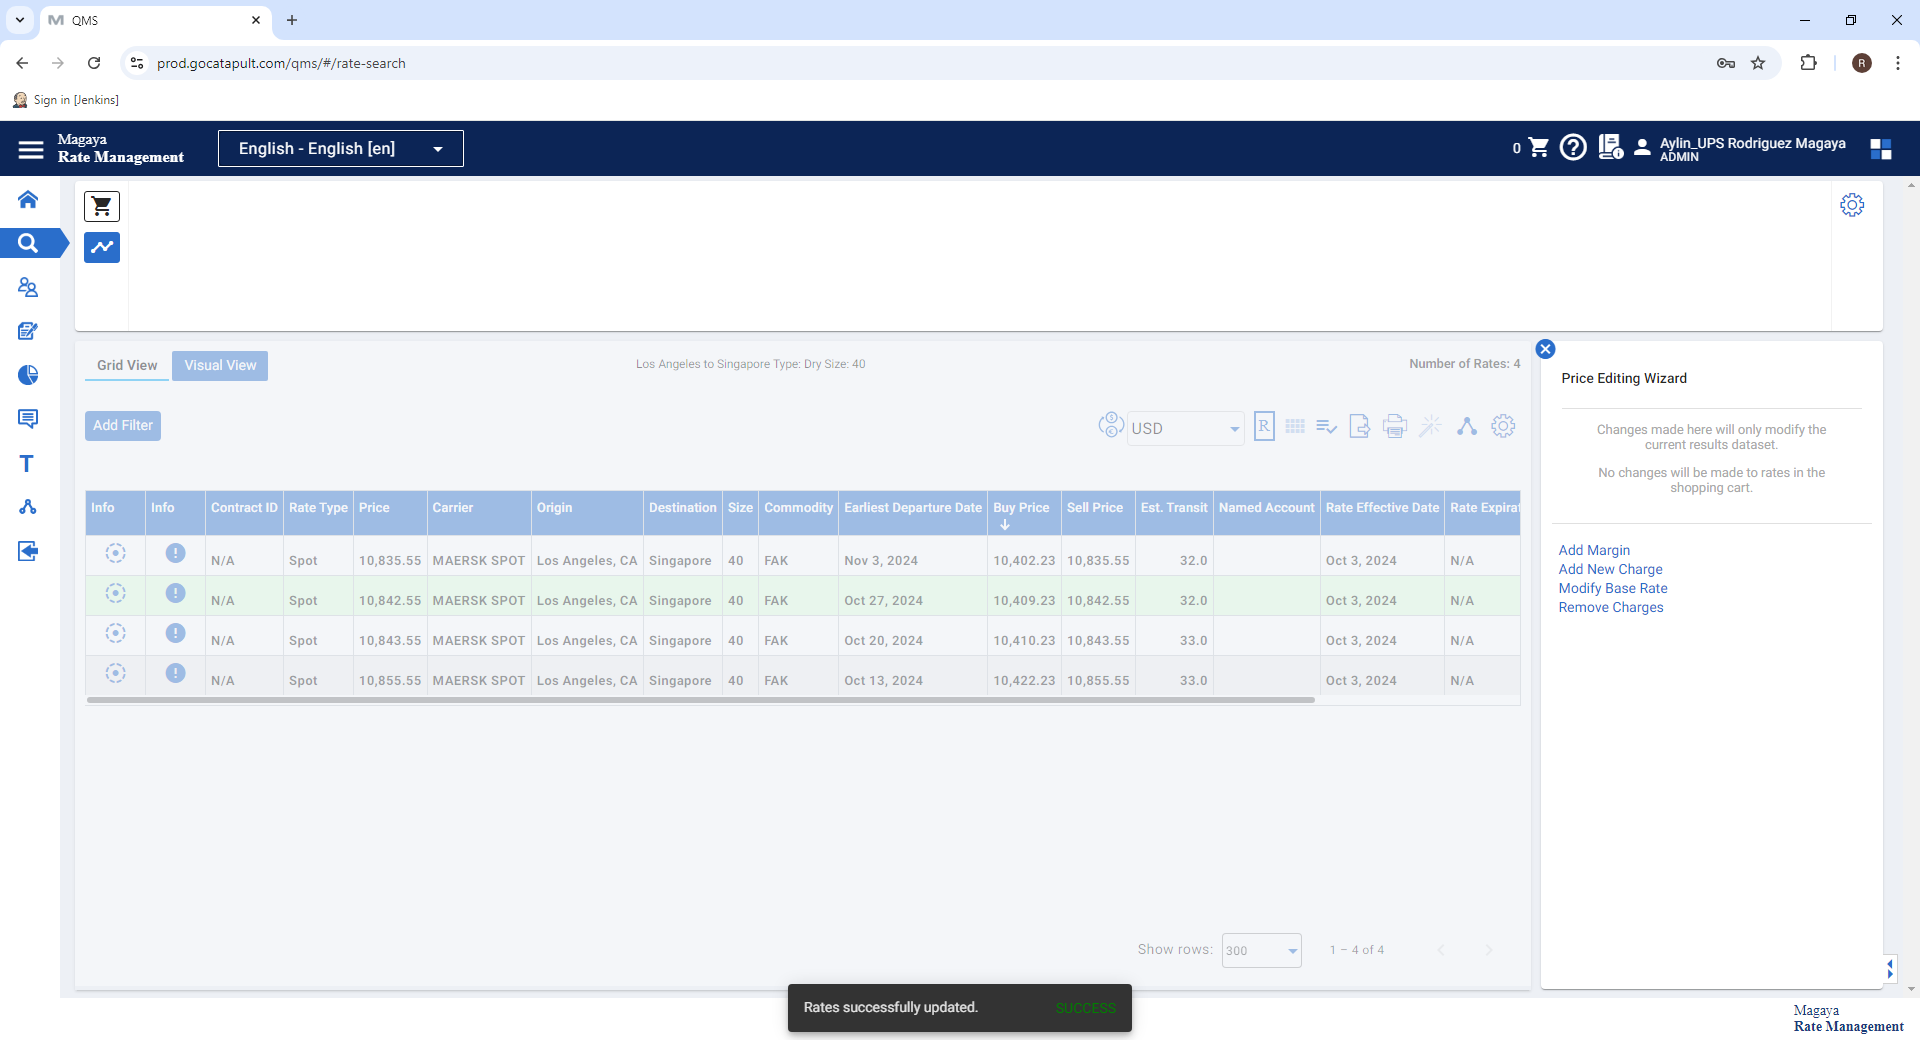 QMS
prod.gocatapult.com/qms/#/rate-search
R
Sign in [Jenkins]
Magaya
Rate Management
English - English [en]
0
Aylin_UPS Rodriguez Magaya
ADMIN
Grid View
Visual View
Los Angeles to Singapore Type: Dry Size: 40
Number of Rates: 4
Price Editing Wizard
Add Filter
USD
R
Changes made here will only modify the
current results dataset.
No changes will be made to rates in the
shopping cart.
Info Info Contract ID Rate Type Price Carrier Origin Destination Size Commodity Earliest Departure Date Buy Price Sell Price Est. Transit Named Account Rate Effective Date Rate Expirat
N/A Spot 10,835.55 MAERSK SPOT Los Angeles, CA Singapore 40 FAK Nov 3, 2024 10,402.23 10,835.55 32.0 Oct 3, 2024 N/A
N/A Spot 10,842.55 MAERSK SPOT Los Angeles, CA Singapore 40 FAK Oct 27, 2024 10,409.23 10,842.55 32.0 Oct 3, 2024 N/A
N/A Spot 10,843.55 MAERSK SPOT Los Angeles, CA Singapore 40 FAK Oct 20, 2024 10,410.23 10,843.55 33.0 Oct 3, 2024 N/A
N/A Spot 10,855.55 MAERSK SPOT Los Angeles, CA Singapore 40 FAK Oct 13, 2024 10,422.23 10,855.55 33.0 Oct 3, 2024 N/A
Add Margin
Add New Charge
Modify Base Rate
Remove Charges
Show rows: 300 1 – 4 of 4
Rates successfully updated. SUCCESS
Magaya
Rate Management